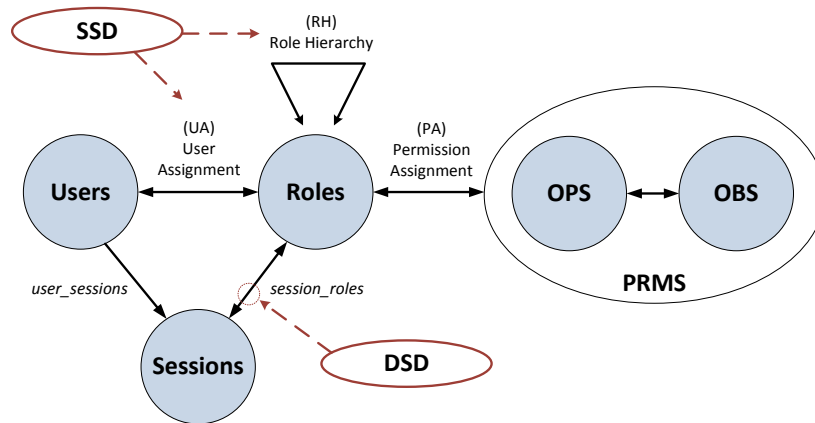 SSD
(RH)
Role Hierarchy
(UA)
User
Assignment
(PA)
Permission
Assignment
Users
Roles
OPS
OBS
PRMS
user_sessions
session_roles
Sessions
DSD